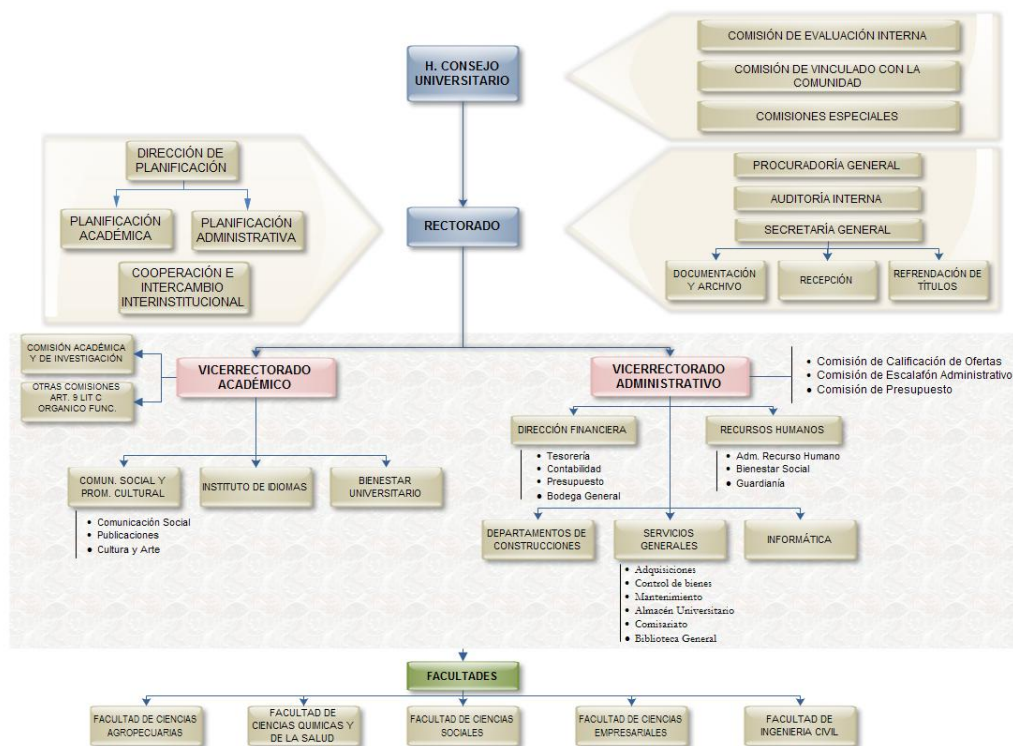 H. CONSEJO
UNIVERSITARIO
COMISIÓN DE EVALUACIÓN INTERNA
COMISIÓN DE VINCULADO CON LA
COMUNIDAD
COMISIONES ESPECIALES
DIRECCIÓN DE
PLANIFICACIÓN
PLANIFICACIÓN
ACADÉMICA
PLANIFICACIÓN
ADMINISTRATIVA
COOPERACIÓN E
INTERCAMBIO
INTERINSTITUCIONAL
RECTORADO
PROCURADORÍA GENERAL
AUDITORÍA INTERNA
SECRETARÍA GENERAL
DOCUMENTACIÓN
Y ARCHIVO
RECEPCIÓN
REFRENDACIÓN DE
TÍTULOS
COMISIÓN ACADÉMICA
Y DE INVESTIGACIÓN
OTRAS COMISIONES
ART. 9 LIT C
ORGANICO FUNC.
VICERRECTORADO
ACADÉMICO
VICERRECTORADO
ADMINISTRATIVO
• Comisión de Calificación de Ofertas
• Comisión de Escalafón Administrativo
• Comisión de Presupuesto
COMUN. SOCIAL Y
PROM. CULTURAL
• Comunicación Social
• Publicaciones
• Cultura y Arte
INSTITUTO DE IDIOMAS
BIENESTAR
UNIVERSITARIO
DIRECCIÓN FINANCIERA
• Tesorería
• Contabilidad
• Presupuesto
• Bodega General
RECURSOS HUMANOS
• Adm. Recurso Humano
• Bienestar Social
• Guardianía
DEPARTAMENTOS DE
CONSTRUCCIONES
SERVICIOS
GENERALES
• Adquisiciones
• Control de bienes
• Mantenimiento
• Almacén Universitario
• Comisariato
• Biblioteca General
INFORMÁTICA
FACULTADES
FACULTAD DE CIENCIAS
AGROPECUARIAS
FACULTAD DE
CIENCIAS QUIMICAS Y
DE LA SALUD
FACULTAD DE CIENCIAS
SOCIALES
FACULTAD DE CIENCIAS
EMPRESARIALES
FACULTAD DE
INGENIERIA CIVIL